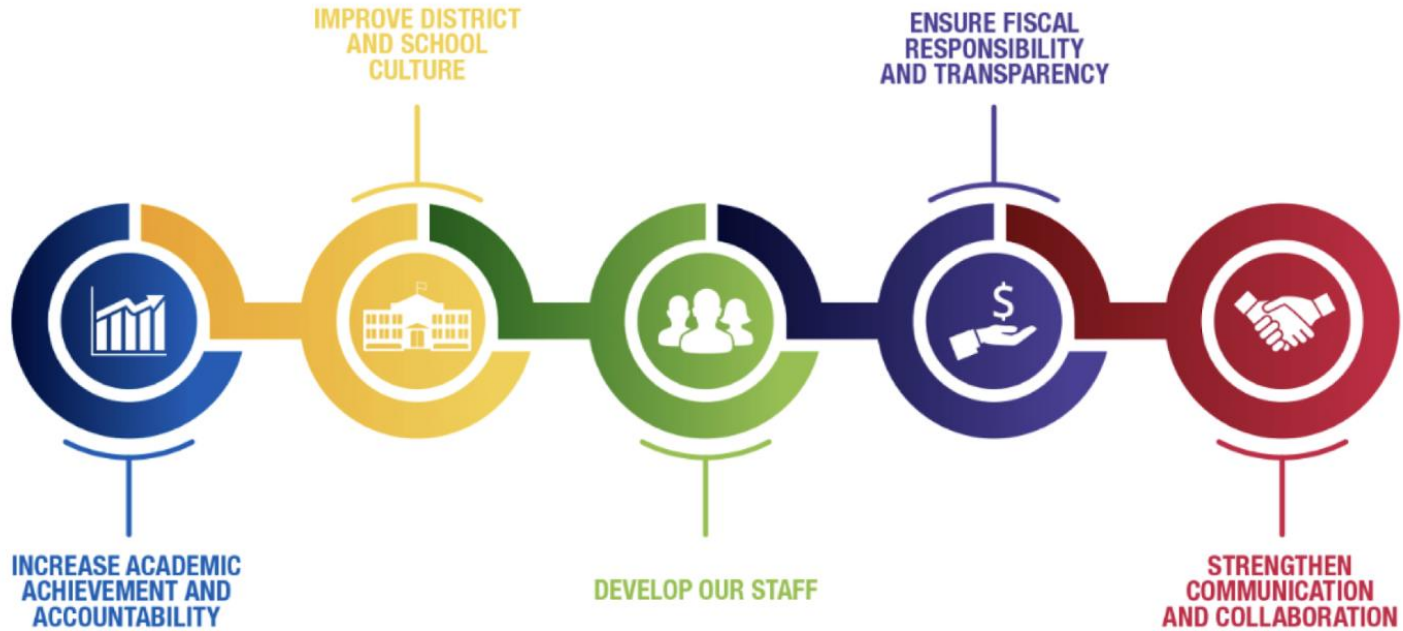 IMPROVE DISTRICT
AND SCHOOL
CULTURE
ENSURE FISCAL
RESPONSIBILITY
AND TRANSPARENCY
$
INCREASE ACADEMIC
ACHIEVEMENT AND
ACCOUNTABILITY
DEVELOP OUR STAFF
STRENGTHEN
COMMUNICATION
AND COLLABORATION